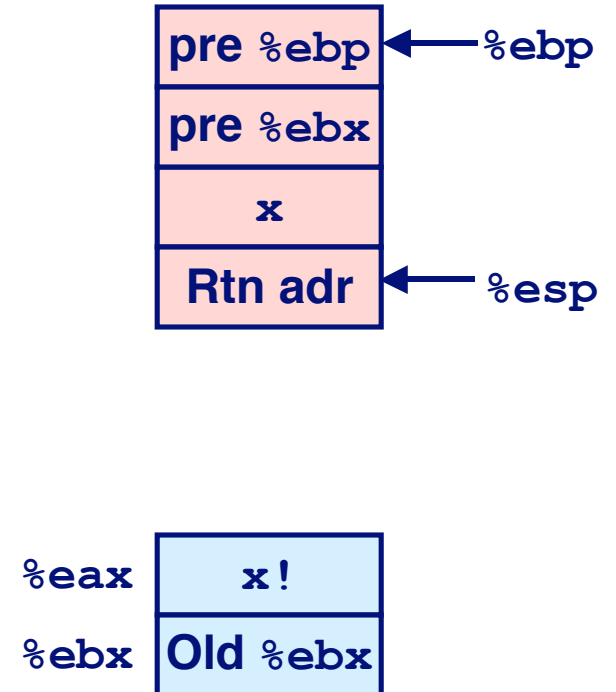 pre %ebp %ebp
pre %ebx
x
Rtn adr %esp
%eax x!
%ebx Old %ebx